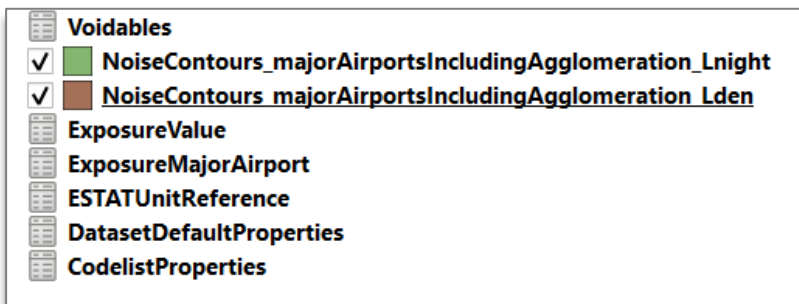 Voidables
NoiseContours_majorAirportsIncludingAgglomeration_Lnight
NoiseContours_majorAirportsIncludingAgglomeration_Lden
ExposureValue
ExposureMajorAirport
ESTATUnitReference
DatasetDefaultProperties
CodelistProperties